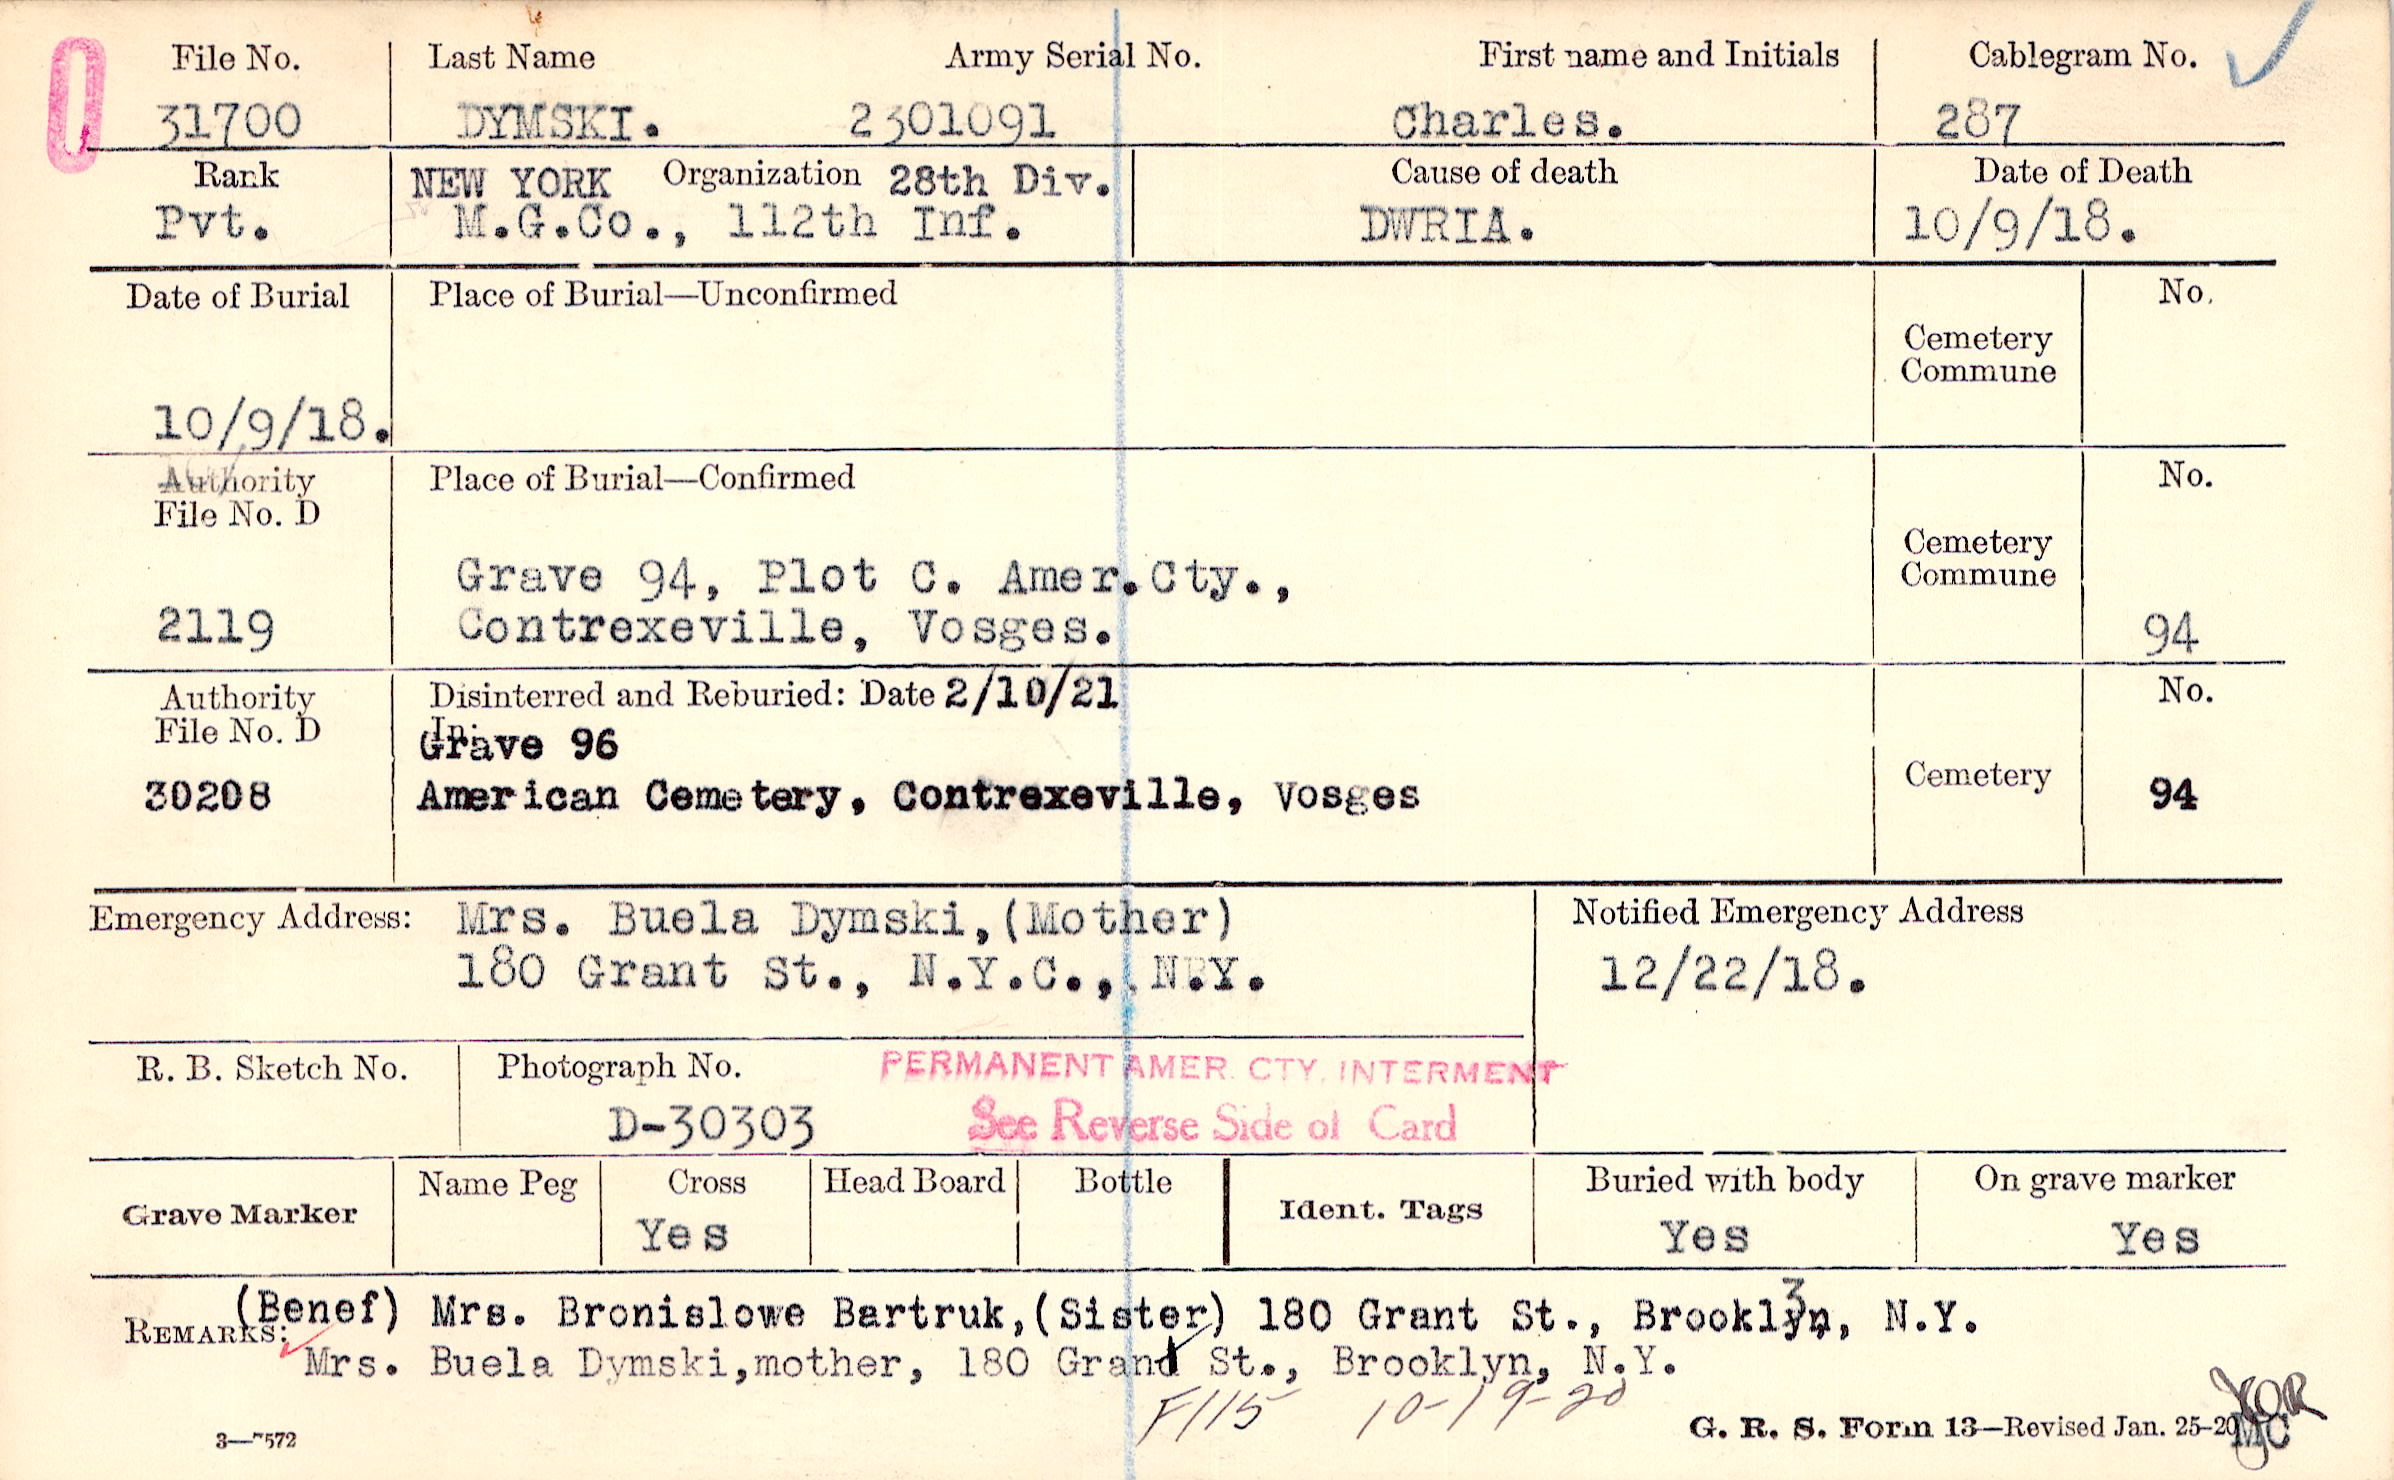 File No. Last Name Army Serial No. First name and Initials Cablegram No.
31700 DYMSKI. 2301091 Charles. 287
Rank NEW YORK Organization 28th Div. Cause of death Date of Death
Pvt. M.G.Co., 112th Inf. DWRIA. 10/9/18.
Date of Burial Place of Burial—Unconfirmed No.
Cemetery
Commune
10/9/18.
Authority Place of Burial—Confirmed No.
File No. D
Cemetery
Commune
Grave 94, Plot C. Amer.Cty.,
2119 Contrexeville, Vosges. 94
Authority Disinterred and Reburied: Date 2/10/21 No.
File No. D In:
Grave 96
Cemetery
30208 American Cemetery, Contrexeville, Vosges 94
Emergency Address: Mrs. Buela Dymski,(Mother) Notified Emergency Address
180 Grant St., N.Y.C., N.Y. 12/22/18.
R. B. Sketch No. Photograph No. PERMANENT AMER. CTY. INTERMENT
D-30303 See Reverse Side of Card
Grave Marker Name Peg Cross Head Board Bottle Ident. Tags Buried with body On grave marker
Yes Yes Yes
(Benef) Mrs. Bronislowe Bartruk,(Sister) 180 Grant St., Brooklyn, N.Y.
3
REMARKS:
Mrs. Buela Dymski,mother, 180 Grand St., Brooklyn, N.Y.
F115 10-19-20
3—7572 G. R. S. Form 13—Revised Jan. 25-20
MC